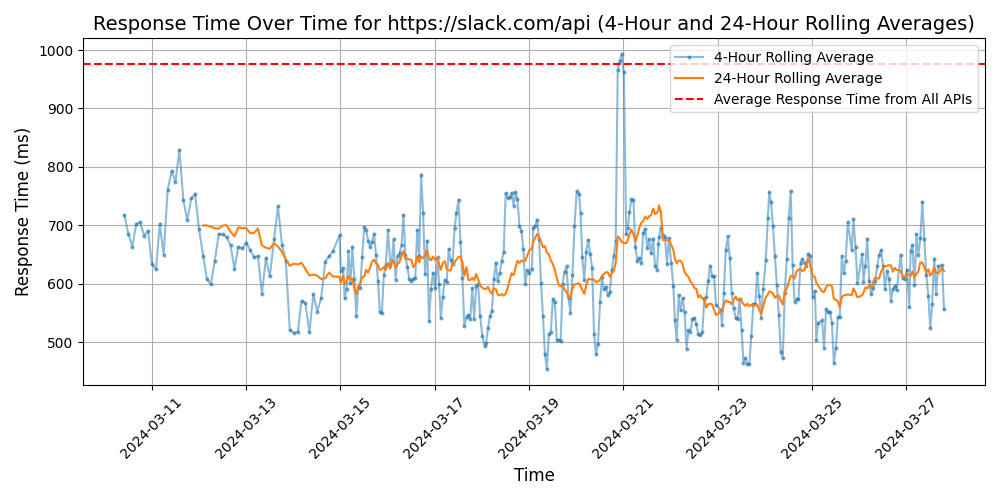 Response Time Over Time for https://slack.com/api (4-Hour and 24-Hour Rolling Averages)
1000
900
800
700
600
500
Response Time (ms)
4-Hour Rolling Average
24-Hour Rolling Average
Average Response Time from All APIs
2024-03-11
2024-03-13
2024-03-15
2024-03-17
2024-03-19
2024-03-21
2024-03-23
2024-03-25
2024-03-27
Time